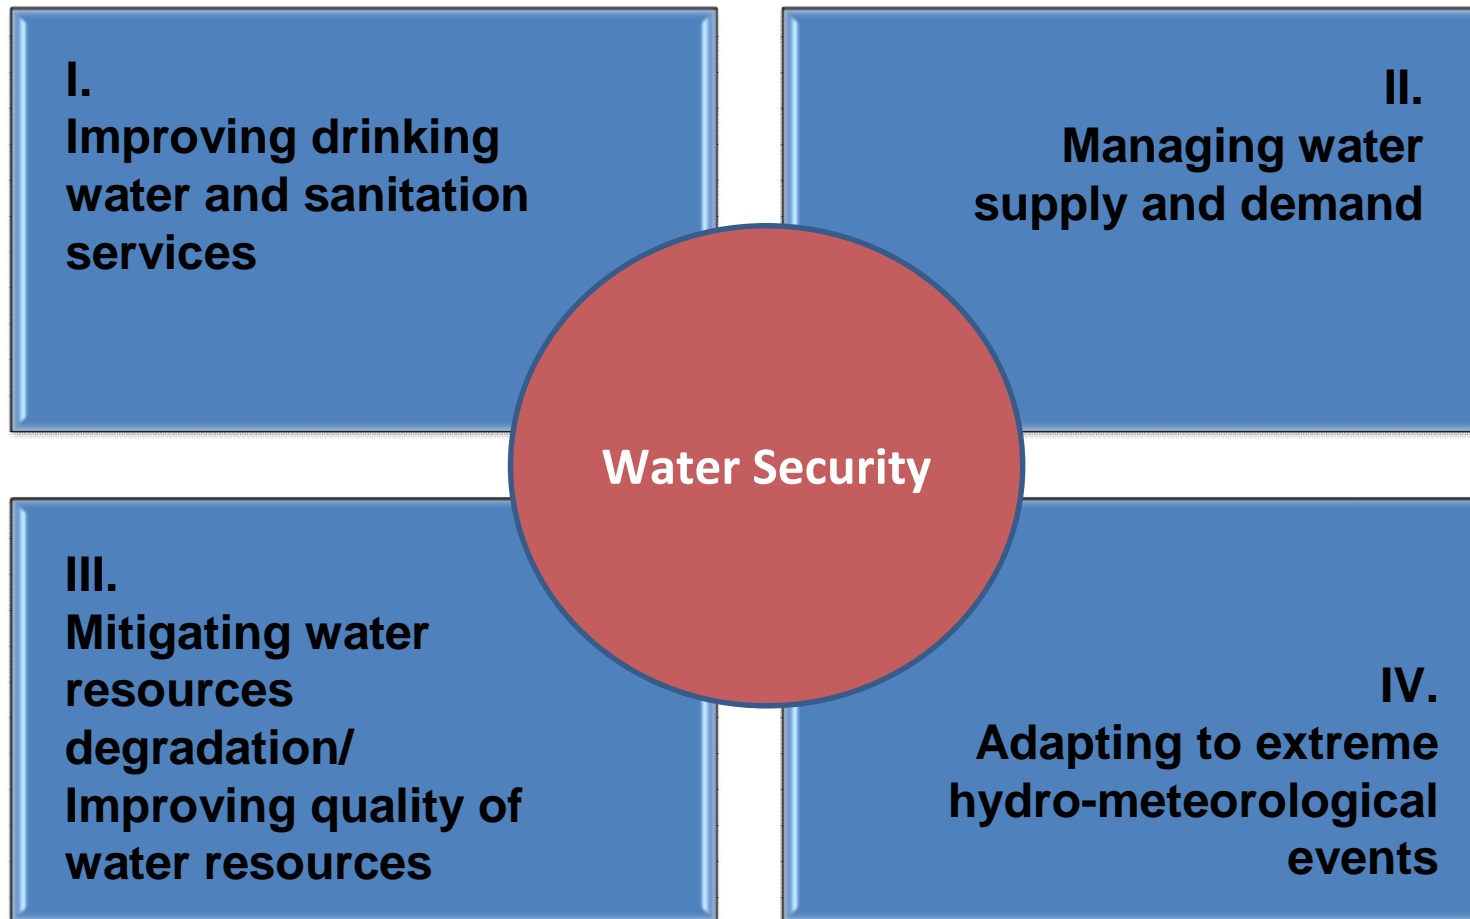 I.
Improving drinking
water and sanitation
services
II.
Managing water
supply and demand
Water Security
III.
Mitigating water
resources
degradation/
Improving quality of
water resources
IV.
Adapting to extreme
hydro-meteorological
events